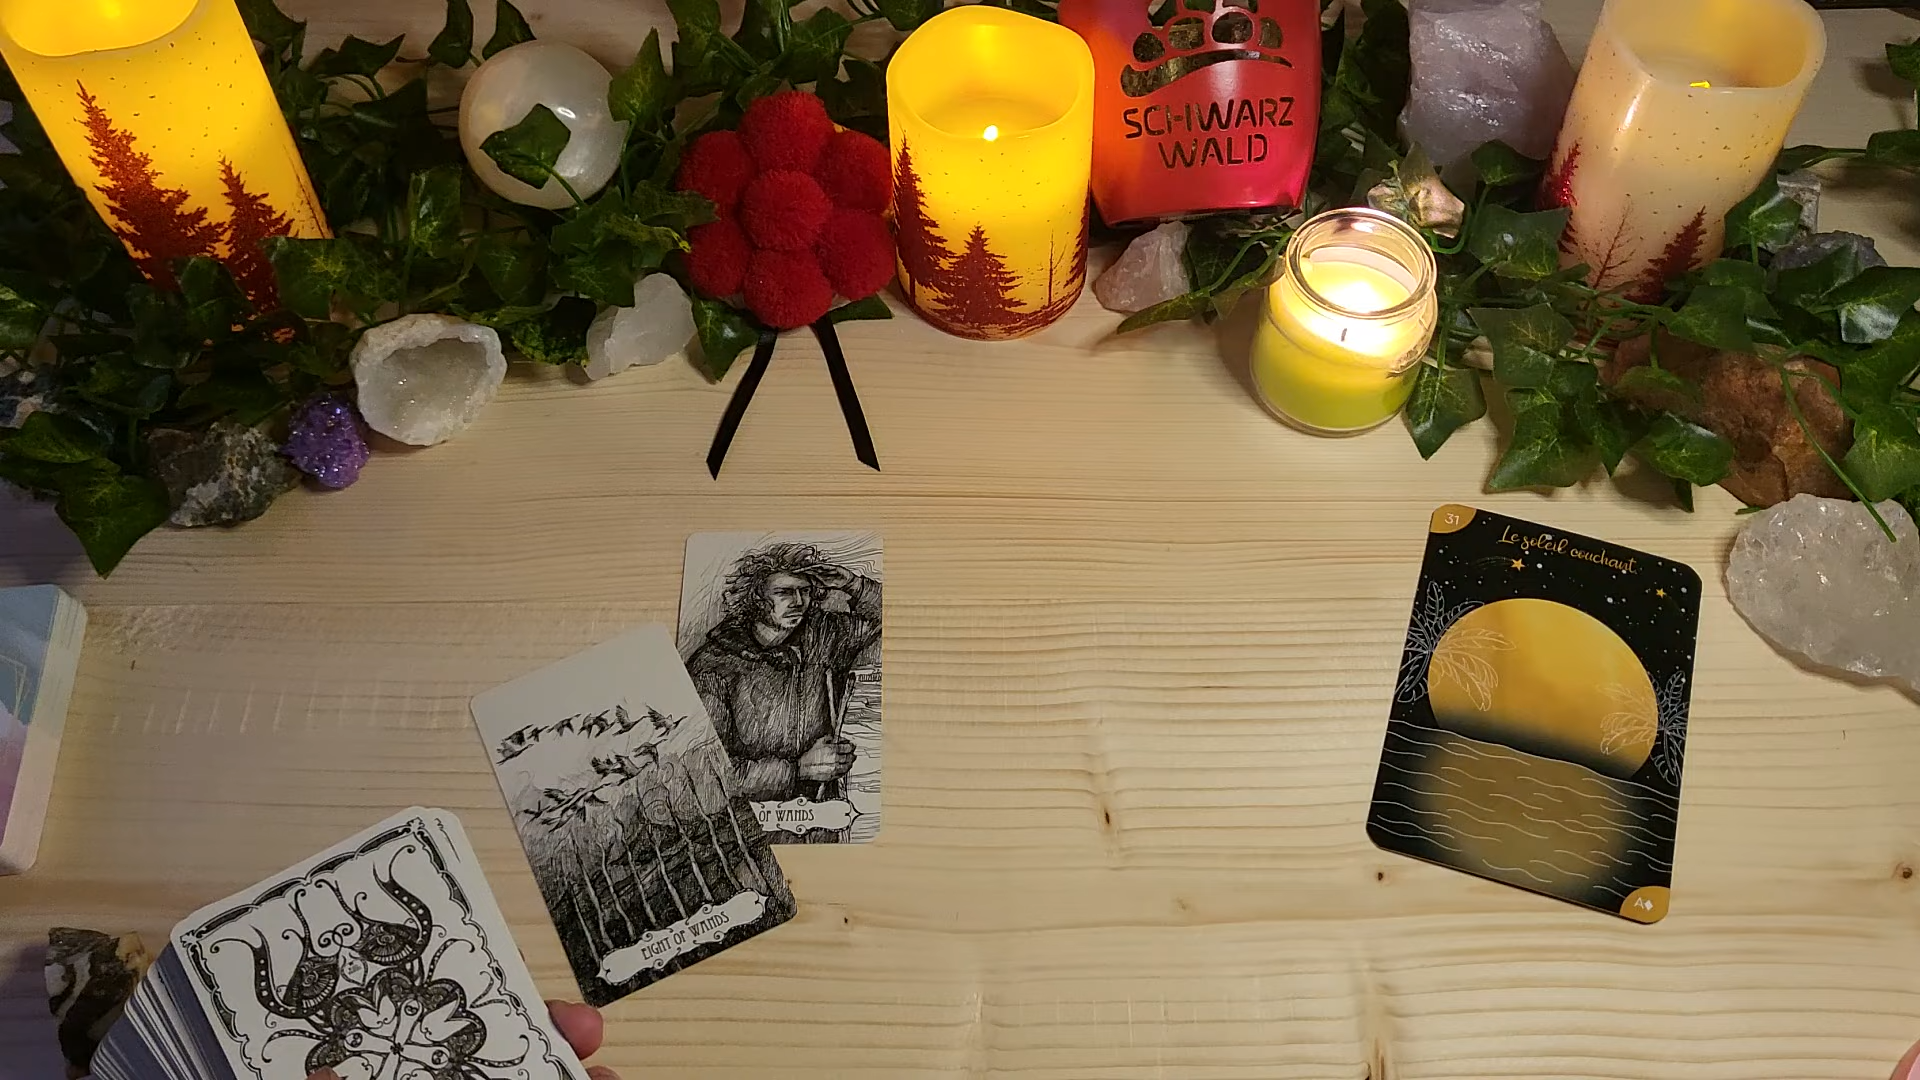 SCHWARZ
WALD
31
Le soleil couchant
A♦
OF WANDS
EIGHT OF WANDS